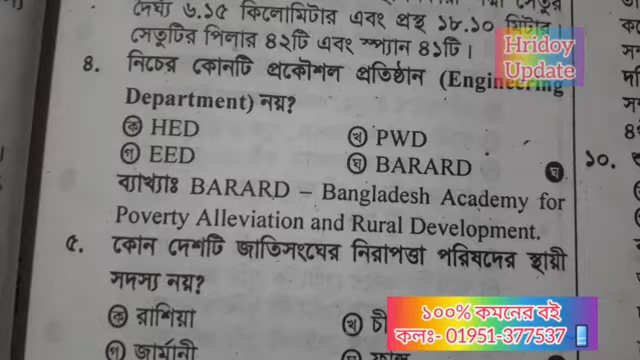 দৈর্ঘ্য ৬.১৫ কিলোমিটার এবং প্রস্থ ১৮.১০ মিটার।
সেতুটির পিলার ৪২টি এবং স্প্যান ৪১টি।
৪. নিচের কোনটি প্রকৌশল প্রতিষ্ঠান (Engineering
Department) নয়?
ক HED
খ PWD
গ EED
ঘ BARARD
ঘ
ব্যাখ্যাঃ BARARD – Bangladesh Academy for
Poverty Alleviation and Rural Development.
৫. কোন দেশটি জাতিসংঘের নিরাপত্তা পরিষদের স্থায়ী
সদস্য নয়?
ক রাশিয়া
খ
গ জার্মানী
১০.
Hridoy
Update
১০০% কমনের বই
কলঃ- 01951-377537